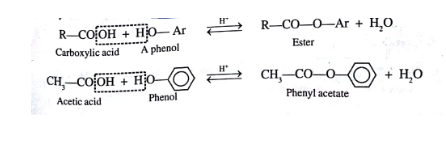 H⁺
R—CO OH + H O—Ar ⇌ R—CO—O—Ar + H₂O
Carboxylic acid A phenol Ester
H⁺
CH₃—CO OH + H O— ⇌ CH₃—CO—O— + H₂O
Acetic acid Phenol Phenyl acetate